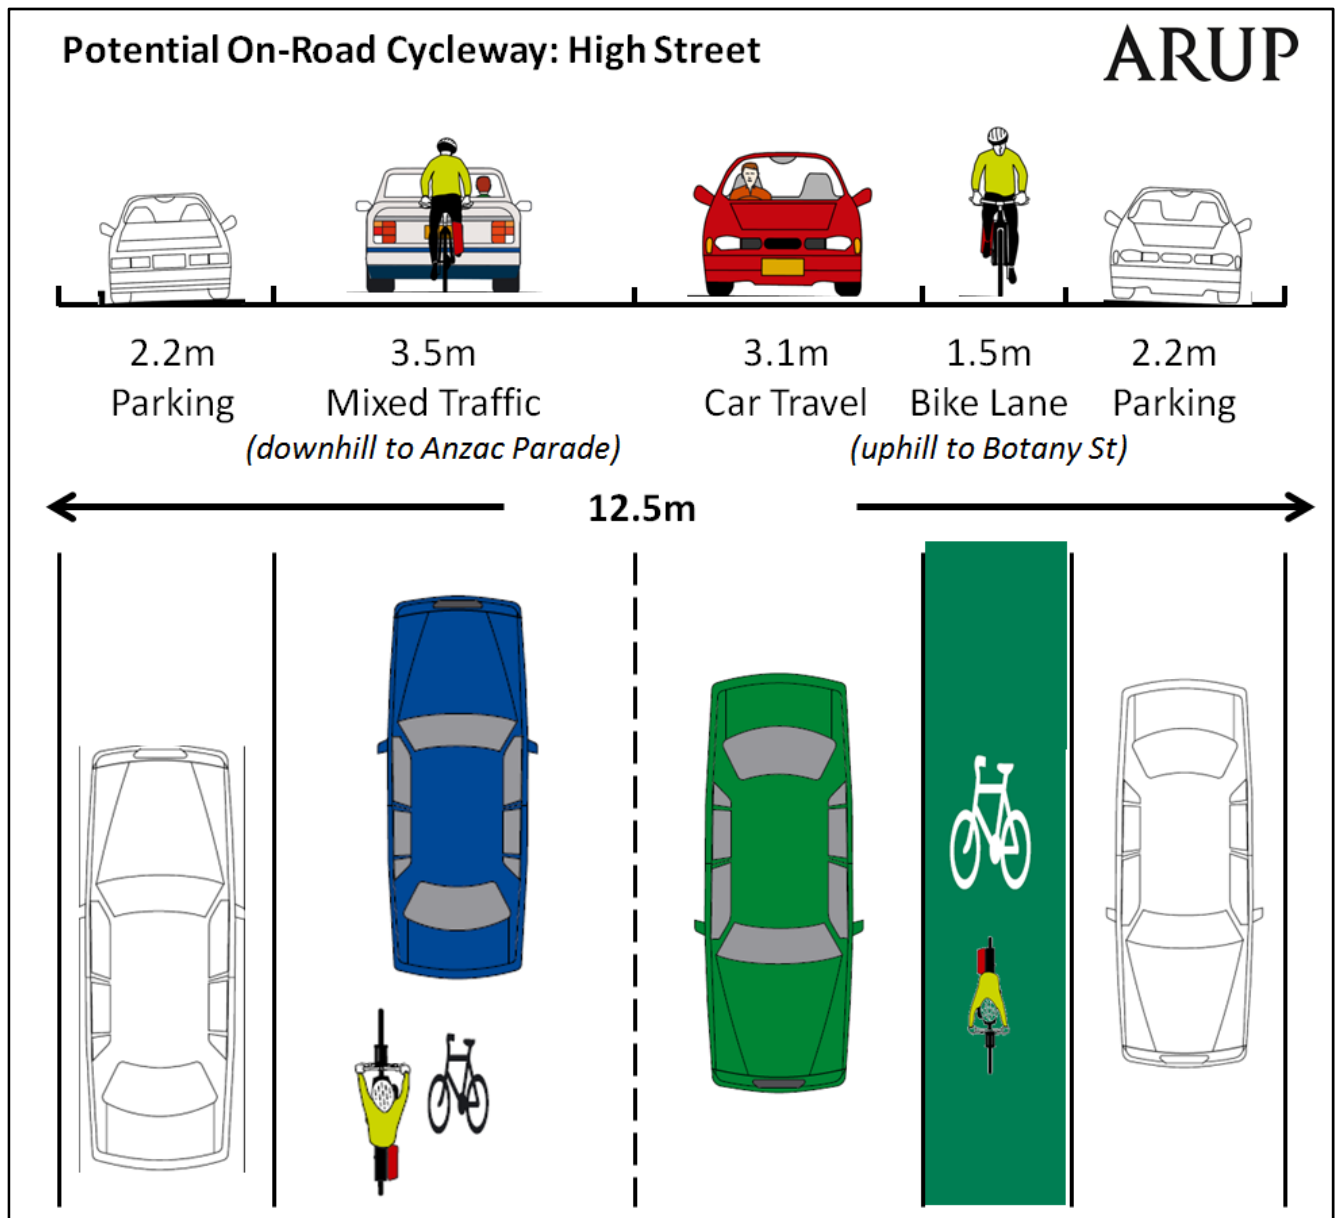 Potential On-Road Cycleway: High Street
ARUP
2.2m 3.5m 3.1m 1.5m 2.2m
Parking Mixed Traffic Car Travel Bike Lane Parking
(downhill to Anzac Parade) (uphill to Botany St)
12.5m